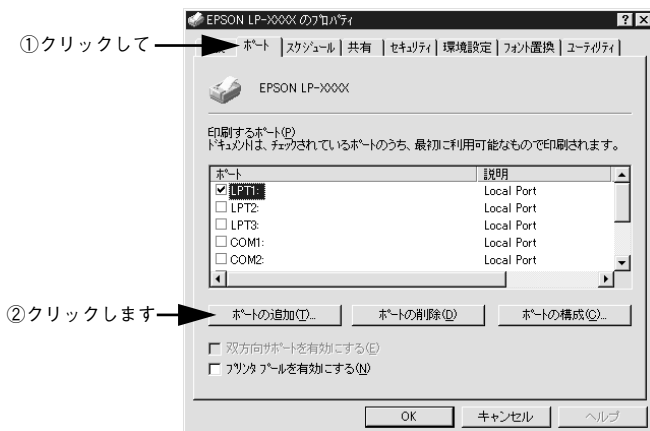 EPSON LP-XXXX のプロパティ
①クリックして
ポート スケジュール 共有 セキュリティ 環境設定 フォント置換 ユーティリティ
EPSON LP-XXXX
印刷するポート(P)
ドキュメントは、チェックされているポートのうち、最初に利用可能なもので印刷されます。
ポート 説明
LPT1: Local Port
LPT2: Local Port
LPT3: Local Port
COM1: Local Port
COM2: Local Port
②クリックします
ポートの追加(T)... ポートの削除(D) ポートの構成(C)...
双方向サポートを有効にする(E)
プリンタ プールを有効にする(N)
OK キャンセル ヘルプ